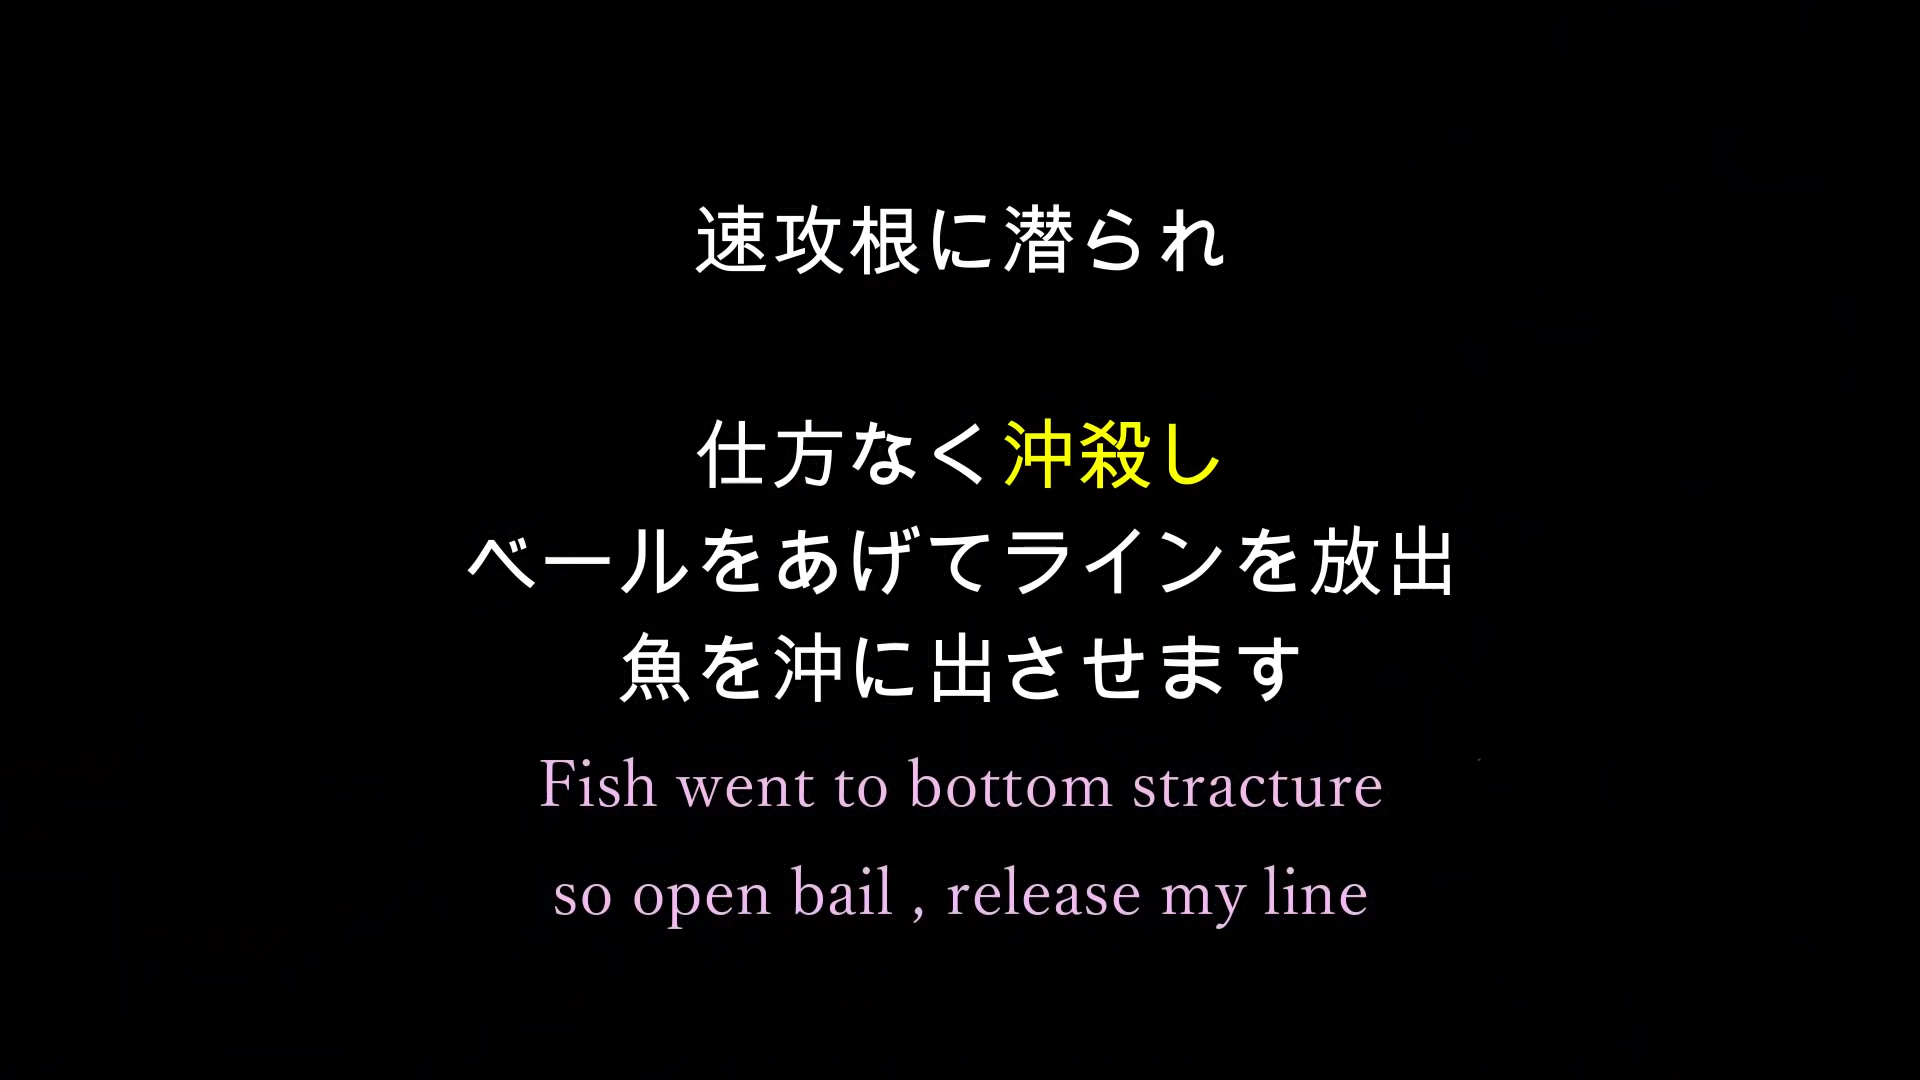 速攻根に潜られ
仕方なく沖殺し
ベールをあげてラインを放出
魚を沖に出させます
Fish went to bottom stracture
so open bail , release my line